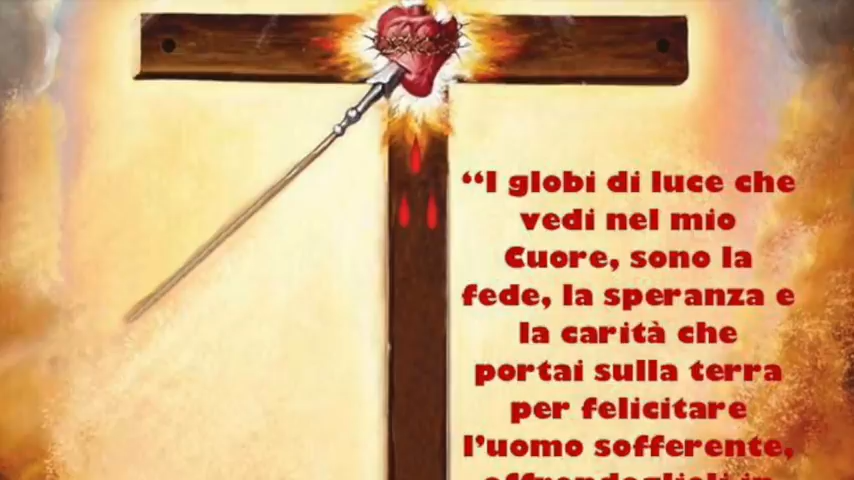 “I globi di luce che
vedi nel mio
Cuore, sono la
fede, la speranza e
la carità che
portai sulla terra
per felicitare
l’uomo sofferente,